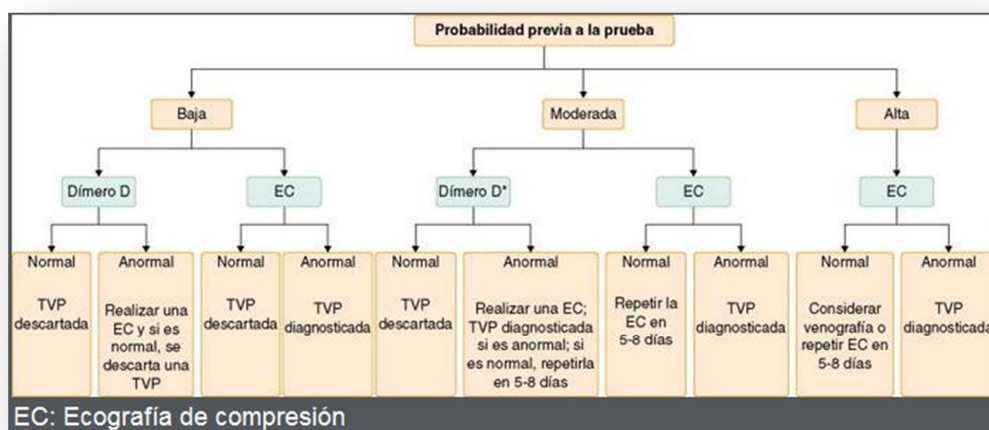 Probabilidad previa a la prueba
Baja
Moderada
Alta
Dímero D
EC
Dímero D*
EC
EC
Normal
TVP
descartada
Anormal
Realizar una
EC y si es
normal, se
descarta una
TVP
Normal
TVP
descartada
Anormal
TVP
diagnosticada
Normal
TVP
descartada
Anormal
Realizar una EC;
TVP diagnosticada
si es anormal; si
es normal, repetirla
en 5-8 días
Normal
Repetir la
EC en
5-8 días
Anormal
TVP
diagnosticada
Normal
Considerar
venografía o
repetir EC en
5-8 días
Anormal
TVP
diagnosticada
EC: Ecografía de compresión